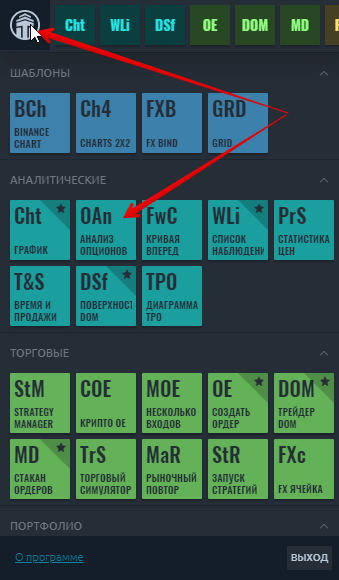 Cht WLi DSf OE DOM MD
ШАБЛОНЫ
BCh Ch4 FXB GRD
BINANCE CHART CHARTS 2X2 FX BIND GRID
АНАЛИТИЧЕСКИЕ
Cht OAn FwC WLi PrS
ГРАФИК АНАЛИЗ ОПЦИОНОВ КРИВАЯ ВПЕРЕД СПИСОК НАБЛЮДЕНИ СТАТИСТИКА ЦЕН
T&S DSf TPO
ВРЕМЯ И ПРОДАЖИ ПОВЕРХНОСТ DOM ДИАГРАММА TPO
ТОРГОВЫЕ
StM COE MOE OE DOM
STRATEGY MANAGER КРИПТО OE НЕСКОЛЬКО ВХОДОВ СОЗДАТЬ ОРДЕР ТРЕЙДЕР DOM
MD TrS MaR StR FXc
СТАКАН ОРДЕРОВ ТОРГОВЫЙ СИМУЛЯТОР РЫНОЧНЫЙ ПОВТОР ЗАПУСК СТРАТЕГИЙ FX ЯЧЕЙКА
ПОРТФОЛИО
О программе ВЫХОД